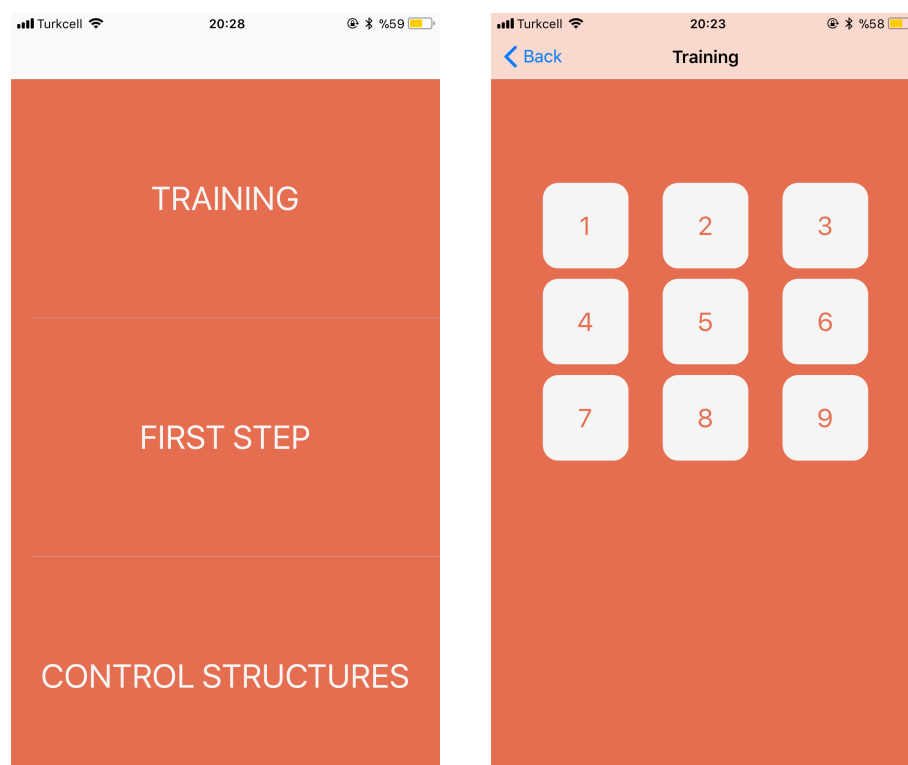 Turkcell 20:28 %59
TRAINING
FIRST STEP
CONTROL STRUCTURES
Turkcell 20:23 %58
Back Training
1 2 3
4 5 6
7 8 9